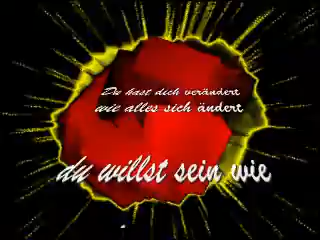 Du hast dich verändert
wie alles sich ändert
du willst sein wie